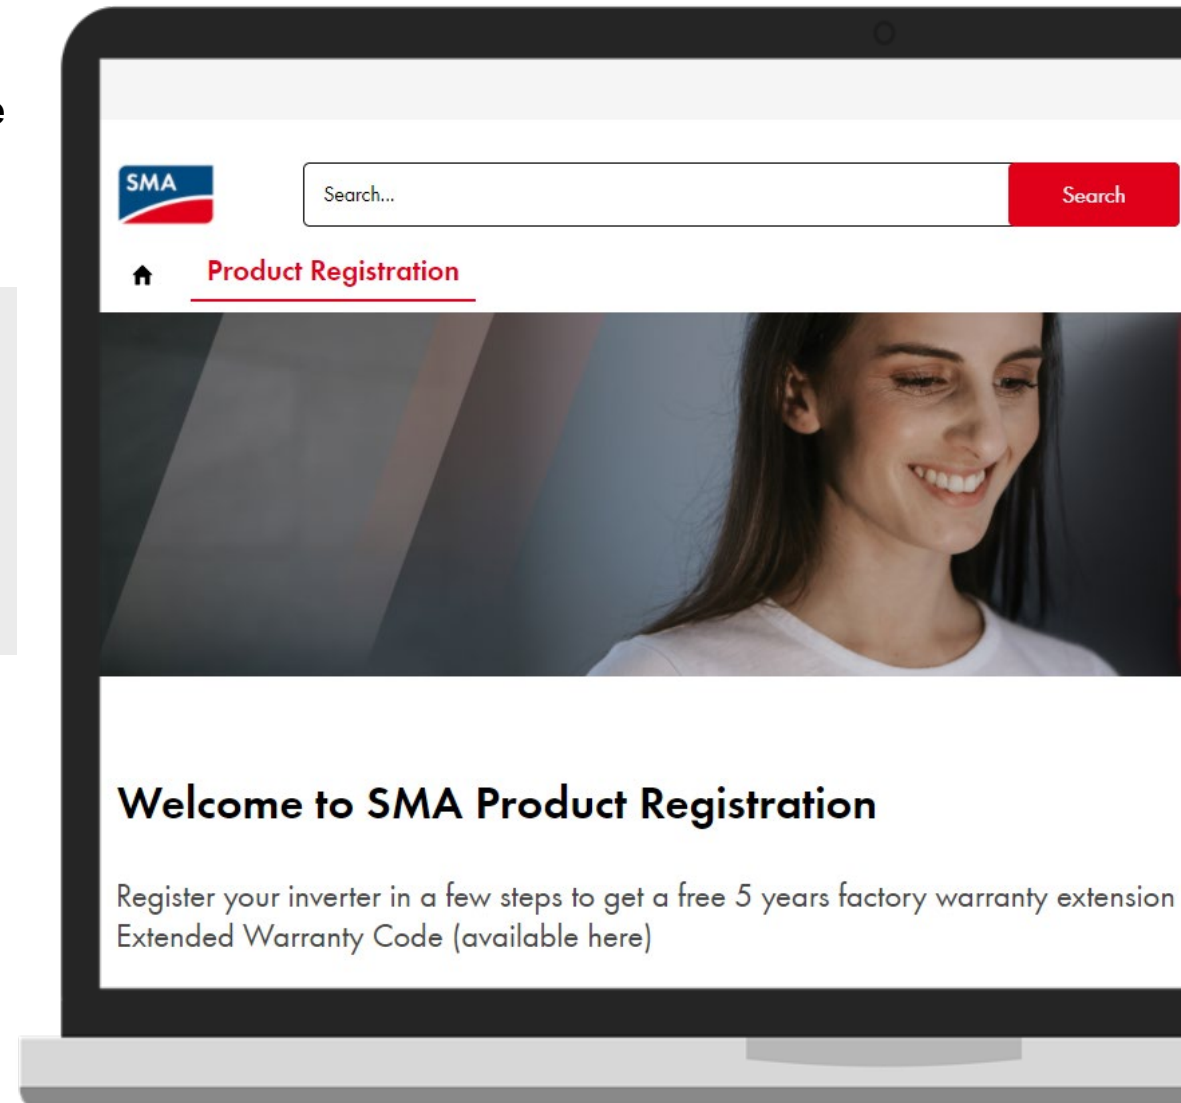 e
SMA
Search...
Search
Product Registration
Welcome to SMA Product Registration
Register your inverter in a few steps to get a free 5 years factory warranty extension
Extended Warranty Code (available here)